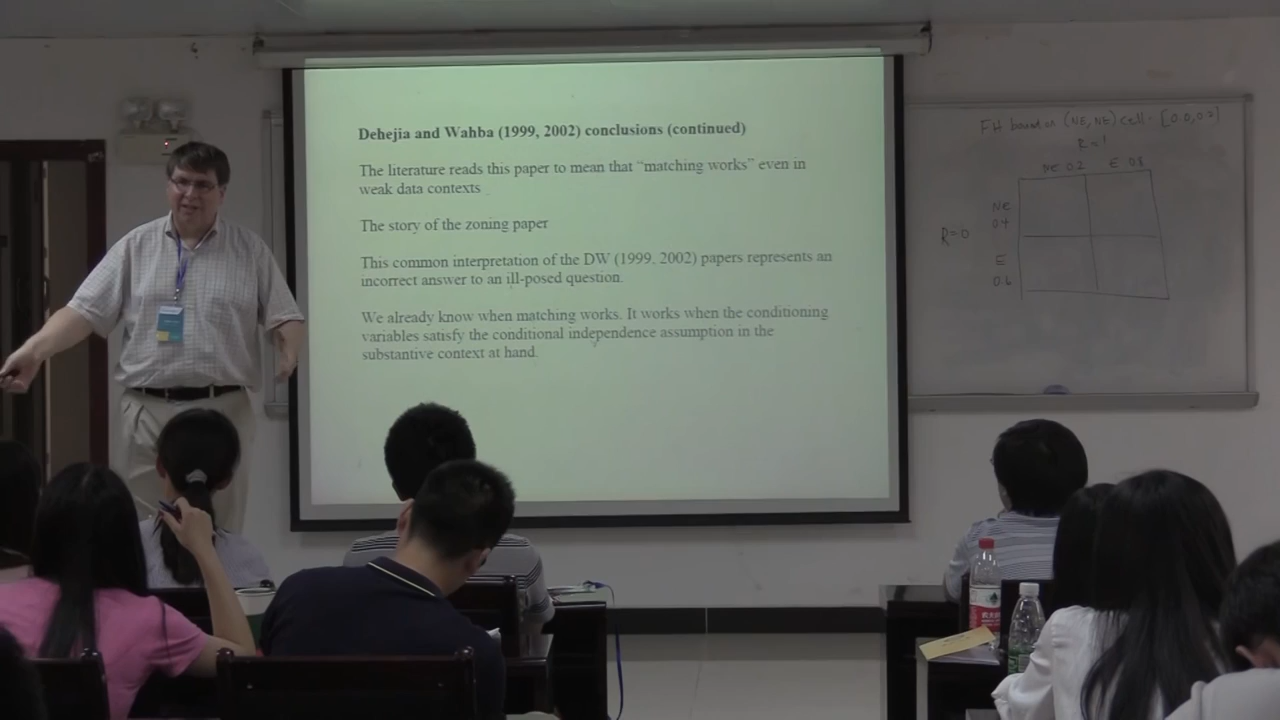 Dehejia and Wahba (1999, 2002) conclusions (continued)
The literature reads this paper to mean that “matching works” even in
weak data contexts
The story of the zoning paper
This common interpretation of the DW (1999, 2002) papers represents an
incorrect answer to an ill-posed question.
We already know when matching works. It works when the conditioning
variables satisfy the conditional independence assumption in the
substantive context at hand.
FH based on (NE, NE) cell - [0.0, 0.2]
R=1
NE 0.2 E 0.8
NE
0.4
R=0
E
0.6